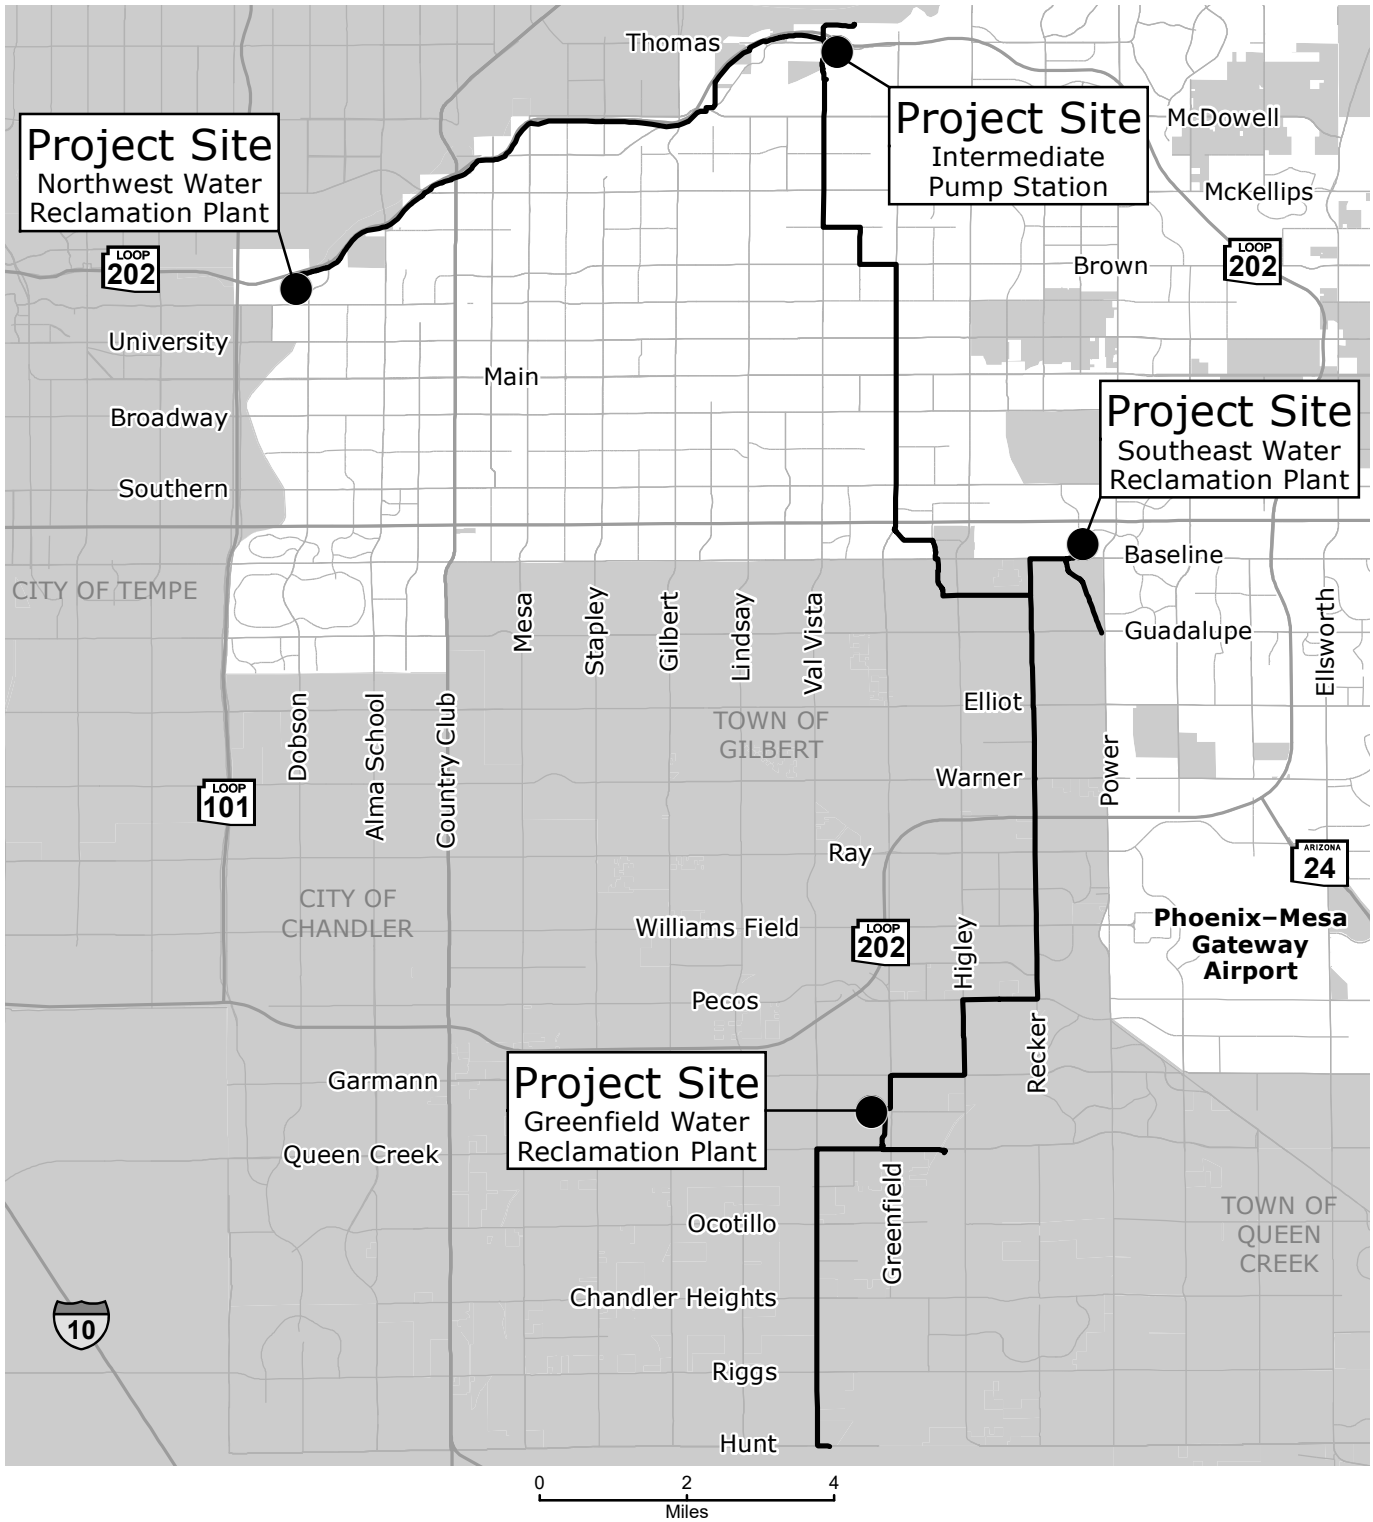 Thomas
Project Site
Northwest Water
Reclamation Plant
Project Site
Intermediate
Pump Station
McDowell
McKellips
LOOP
202
LOOP
202
Brown
University
Main
Broadway
Southern
Project Site
Southeast Water
Reclamation Plant
Baseline
CITY OF TEMPE
Mesa
Stapley
Gilbert
Lindsay
Val Vista
Guadalupe
Ellsworth
Dobson
Alma School
Country Club
TOWN OF
GILBERT
Elliot
Warner
Power
LOOP
101
Ray
ARIZONA
24
CITY OF
CHANDLER
Williams Field
LOOP
202
Higley
Phoenix–Mesa
Gateway
Airport
Pecos
Recker
Garmann
Project Site
Greenfield Water
Reclamation Plant
Queen Creek
Greenfield
Ocotillo
TOWN OF
QUEEN
CREEK
Chandler Heights
10
Riggs
Hunt
0 2 4
Miles